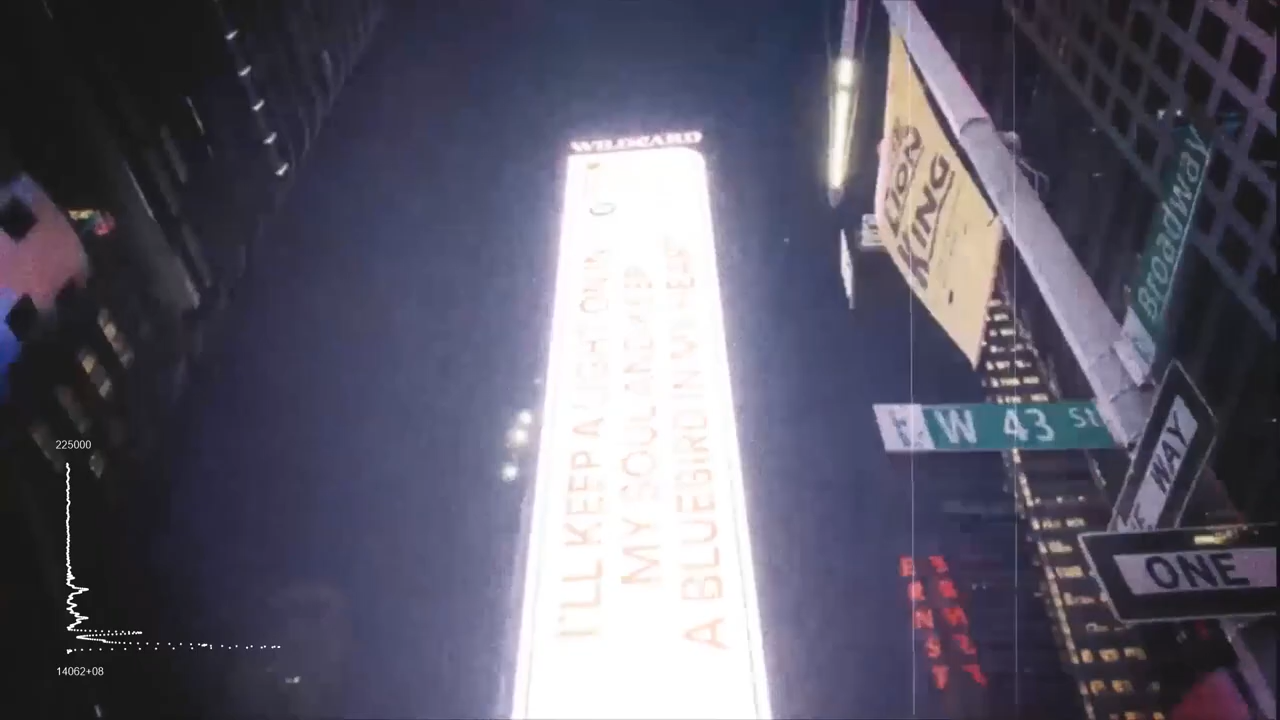 WILDCARD
I'LL KEEP A LIGHT ON IN
MY SOUL AND KEEP
A BLUEBIRD IN MY HEART
LION
KING
Broadway
W 43 St
WAY
ONE
ERNST
225000
14062+08